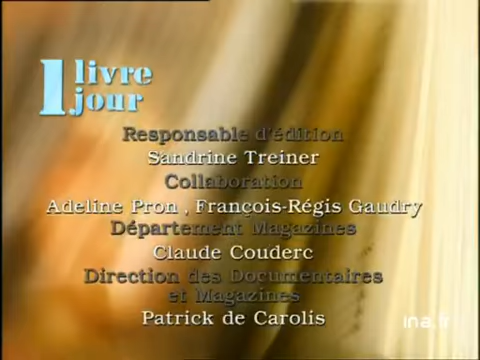 1 livre
jour
Responsable d'édition
Sandrine Treiner
Collaboration
Adeline Pron , François-Régis Gaudry
Département Magazines
Claude Couderc
Direction des Documentaires
et Magazines
Patrick de Carolis
ina.fr